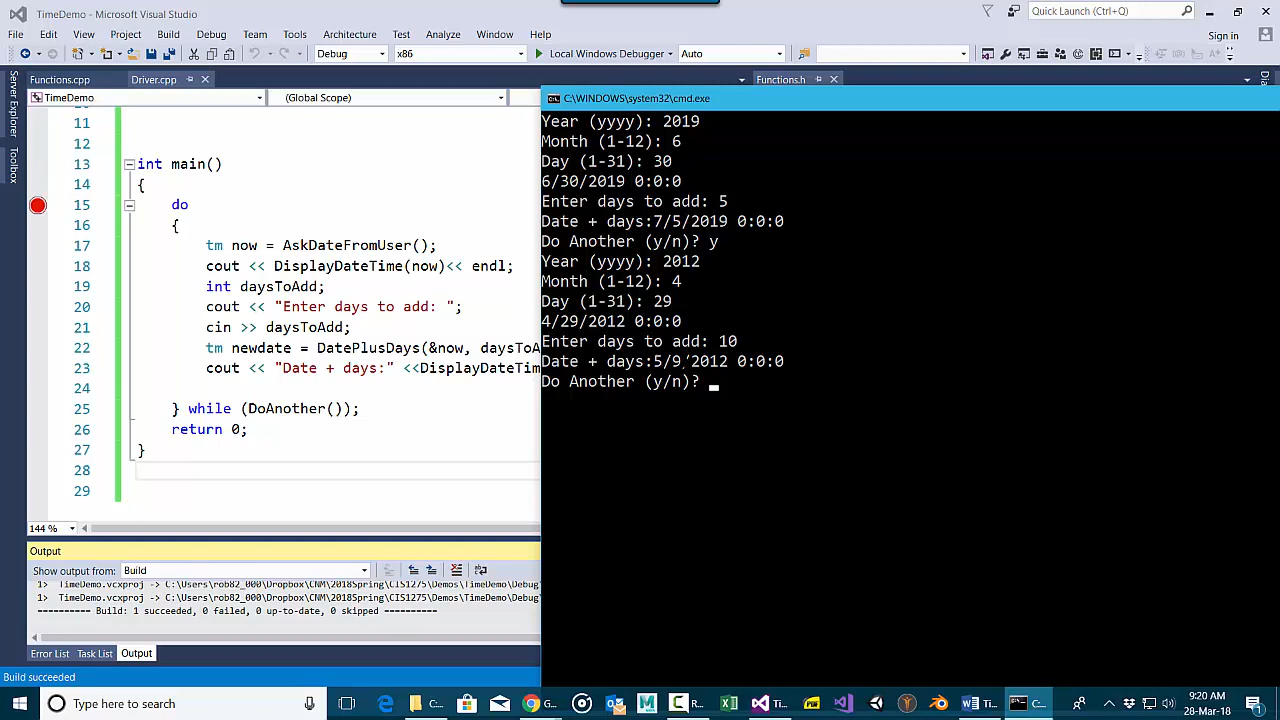 TimeDemo - Microsoft Visual Studio
Quick Launch (Ctrl+Q)
File Edit View Project Build Debug Team Tools Architecture Test Analyze Window Help
Sign in
Debug x86 Local Windows Debugger Auto
Server Explorer
Toolbox
Functions.cpp Driver.cpp Functions.h
TimeDemo (Global Scope)
11
12
13 int main()
14 {
15 do
16 {
17 tm now = AskDateFromUser();
18 cout << DisplayDateTime(now)<< endl;
19 int daysToAdd;
20 cout << "Enter days to add: ";
21 cin >> daysToAdd;
22 tm newdate = DatePlusDays(&now, daysToA
23 cout << "Date + days:" <<DisplayDateTim
24
25 } while (DoAnother());
26 return 0;
27 }
28
29
144 %
Output
Show output from: Build
1> TimeDemo.vcxproj -> C:\Users\rob82_000\Dropbox\CNM\2018Spring\CIS1275\Demos\TimeDemo\Debug\
1> TimeDemo.vcxproj -> C:\Users\rob82_000\Dropbox\CNM\2018Spring\CIS1275\Demos\TimeDemo\Debug\
========== Build: 1 succeeded, 0 failed, 0 up-to-date, 0 skipped ==========
Error List Task List Output
Build succeeded
C:\WINDOWS\system32\cmd.exe
Year (yyyy): 2019
Month (1-12): 6
Day (1-31): 30
6/30/2019 0:0:0
Enter days to add: 5
Date + days:7/5/2019 0:0:0
Do Another (y/n)? y
Year (yyyy): 2012
Month (1-12): 4
Day (1-31): 29
4/29/2012 0:0:0
Enter days to add: 10
Date + days:5/9/2012 0:0:0
Do Another (y/n)?
Type here to search
C... G... R... Ti... Ti... C...
9:20 AM
28-Mar-18